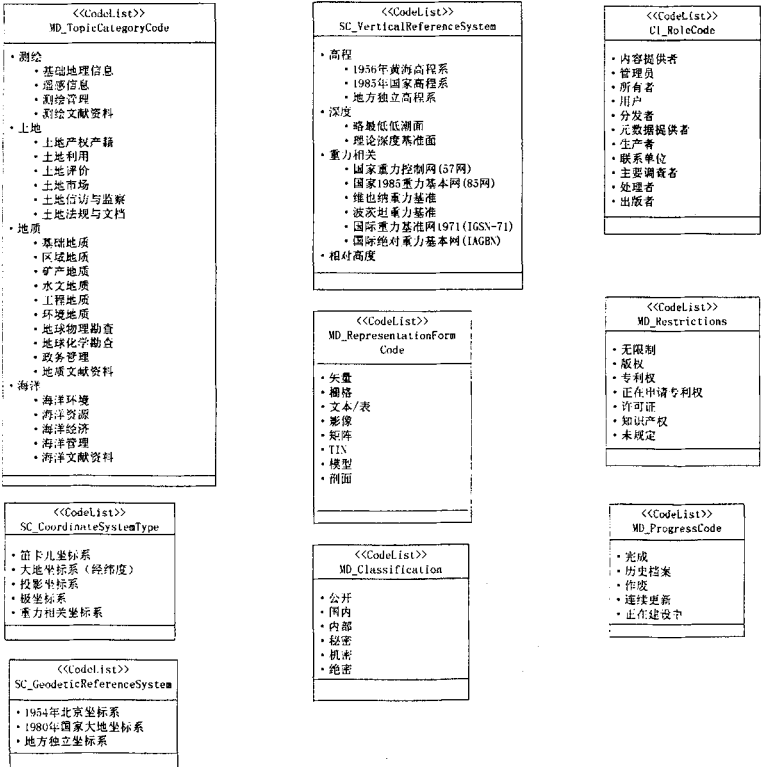 <<CodeList>>
MD_TopicCategoryCode
・测绘
・基础地理信息
・遥感信息
・测绘管理
・测绘文献资料
・土地
・土地产权产籍
・土地利用
・土地评价
・土地市场
・土地信访与监察
・土地法规与文档
・地质
・基础地质
・区域地质
・矿产地质
・水文地质
・工程地质
・环境地质
・地球物理勘查
・地球化学勘查
・政务管理
・地质文献资料
・海洋
・海洋环境
・海洋资源
・海洋经济
・海洋管理
・海洋文献资料
<<CodeList>>
SC_CoordinateSystemType
・笛卡儿坐标系
・大地坐标系（经纬度）
・投影坐标系
・极坐标系
・重力相关坐标系
<<CodeList>>
SC_GeodeticReferenceSystem
・1954年北京坐标系
・1980年国家大地坐标系
・地方独立坐标系
<<CodeList>>
SC_VerticalReferenceSystem
・高程
・1956年黄海高程系
・1985年国家高程系
・地方独立高程系
・深度
・略最低低潮面
・理论深度基准面
・重力相关
・国家重力控制网(57网)
・国家1985重力基本网(85网)
・维也纳重力基准
・波茨坦重力基准
・国际重力基准网1971(IGSN-71)
・国际绝对重力基本网(IAGBN)
・相对高度
<<CodeList>>
MD_RepresentationForm
Code
・矢量
・栅格
・文本/表
・影像
・矩阵
・TIN
・模型
・剖面
<<CodeList>>
MD_Classification
・公开
・国内
・内部
・秘密
・机密
・绝密
<<CodeList>>
CI_RoleCode
・内容提供者
・管理员
・所有者
・用户
・分发者
・元数据提供者
・生产者
・联系单位
・主要调查者
・处理者
・出版者
<<CodeList>>
MD_Restrictions
・无限制
・版权
・专利权
・正在申请专利权
・许可证
・知识产权
・未规定
<<CodeList>>
MD_ProgressCode
・完成
・历史档案
・作废
・连续更新
・正在建设中